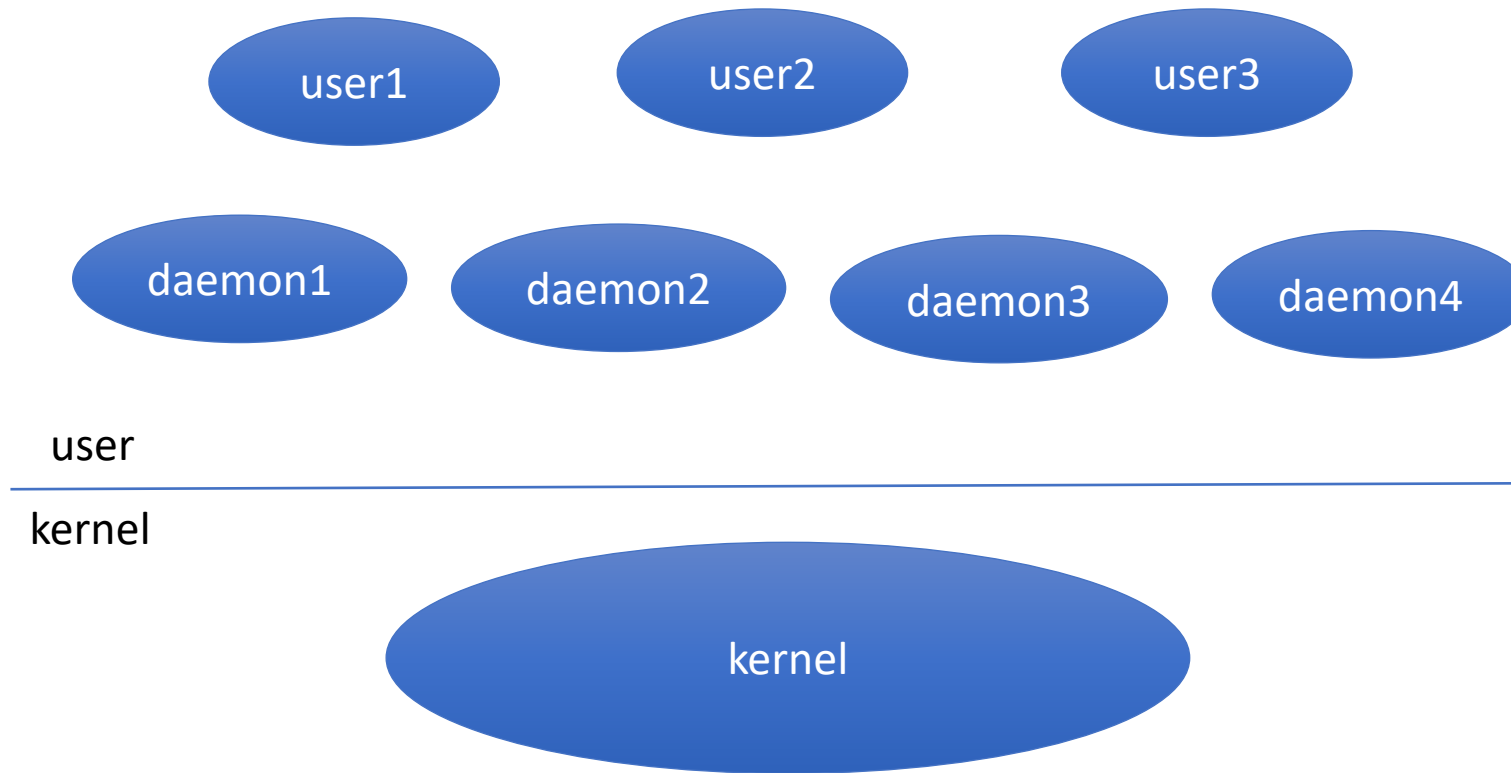 user1
user2
user3
daemon1
daemon2
daemon3
daemon4
user
kernel
kernel